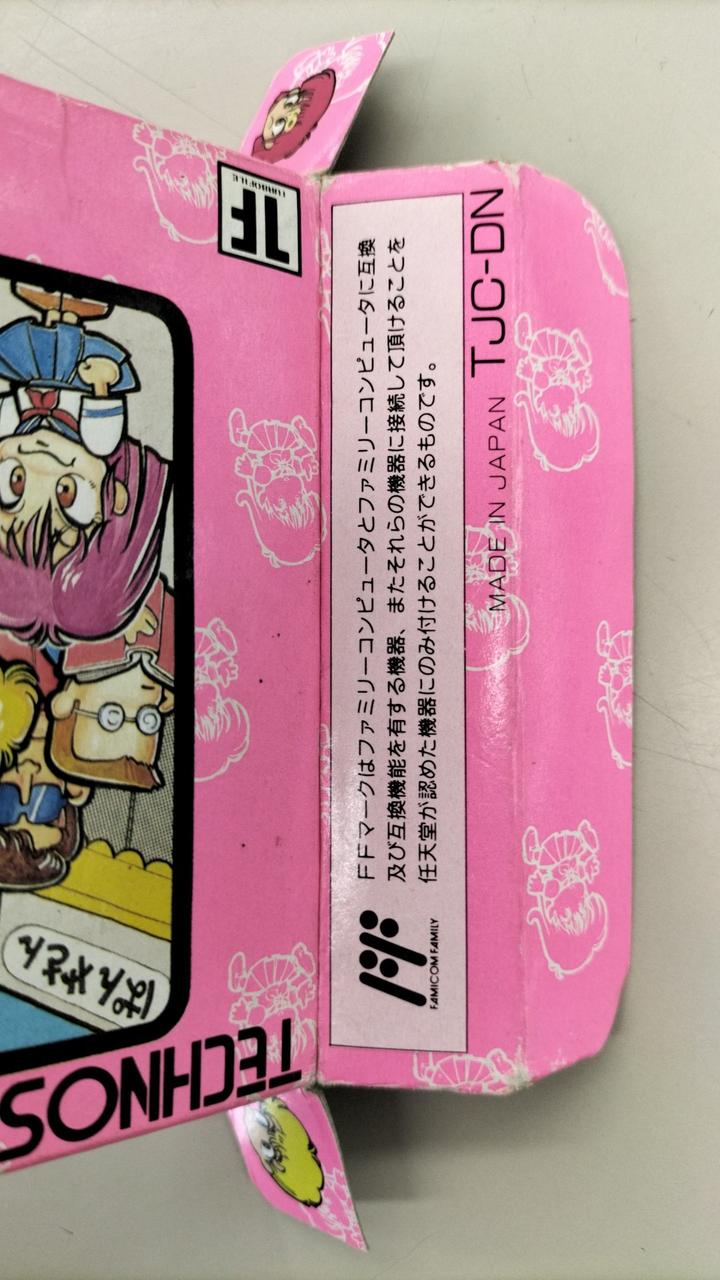 FFマークはファミリーコンピュータとファミリーコンピュータに互換
及び互換機能を有する機器、またそれらの機器に接続して頂けることを
任天堂が認めた機器にのみ付けることができるものです。
FAMICOM FAMILY
MADE IN JAPAN TJC-DN
TF
TURBOFILE
TECHNOS